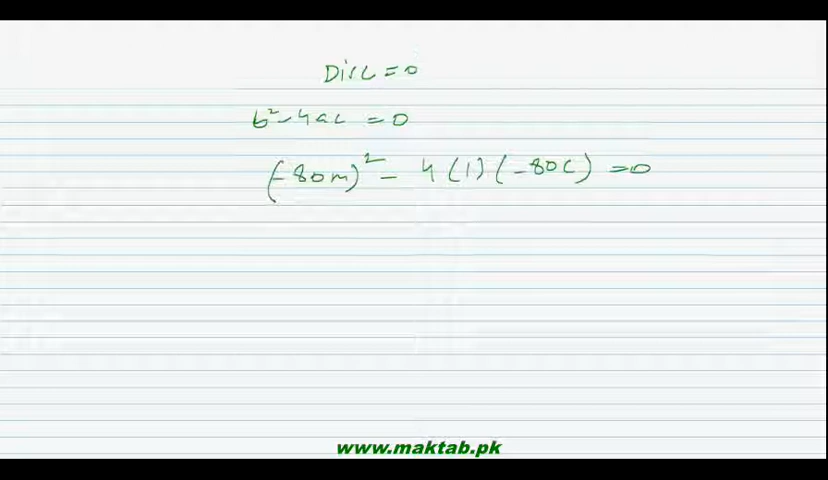 Disc = 0
b² - 4ac = 0
(-80m)² - 4(1)(-80c) = 0
www.maktab.pk